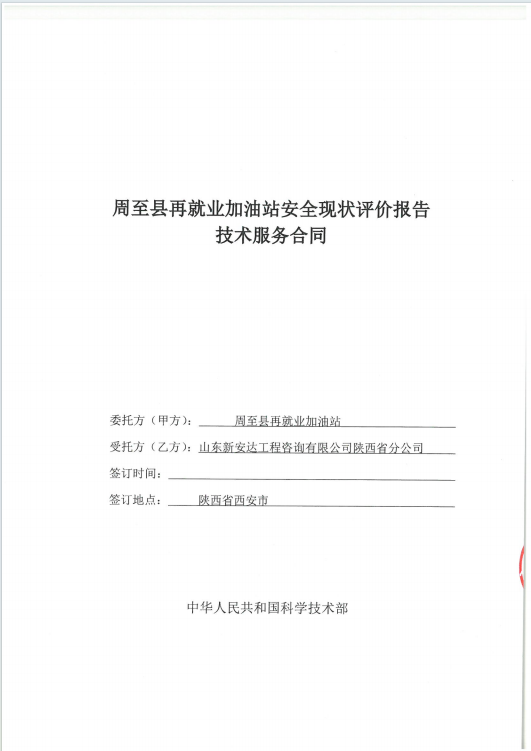 周至县再就业加油站安全现状评价报告
技术服务合同
委托方（甲方）： 周至县再就业加油站
受托方（乙方）：山东新安达工程咨询有限公司陕西省分公司
签订时间：
签订地点： 陕西省西安市
中华人民共和国科学技术部